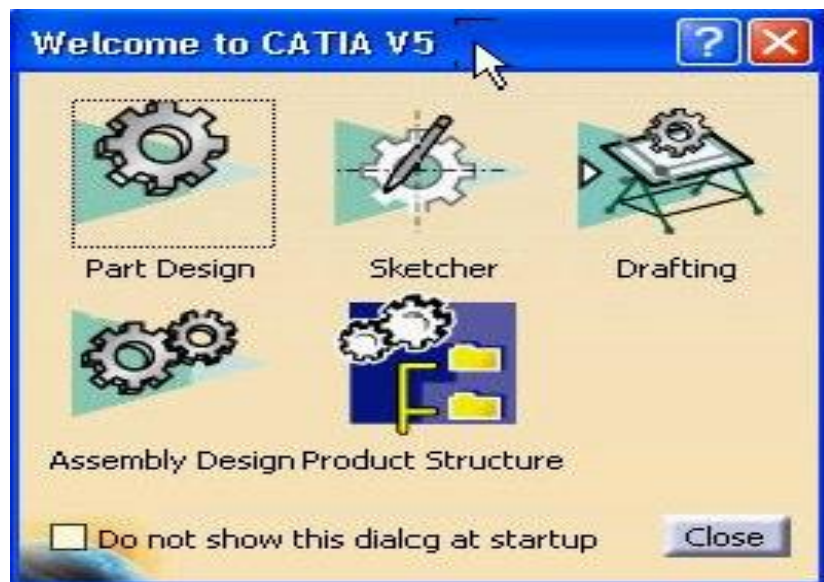 Welcome to CATIA V5
?
Part Design Sketcher Drafting
Assembly Design Product Structure
Do not show this dialog at startup
Close